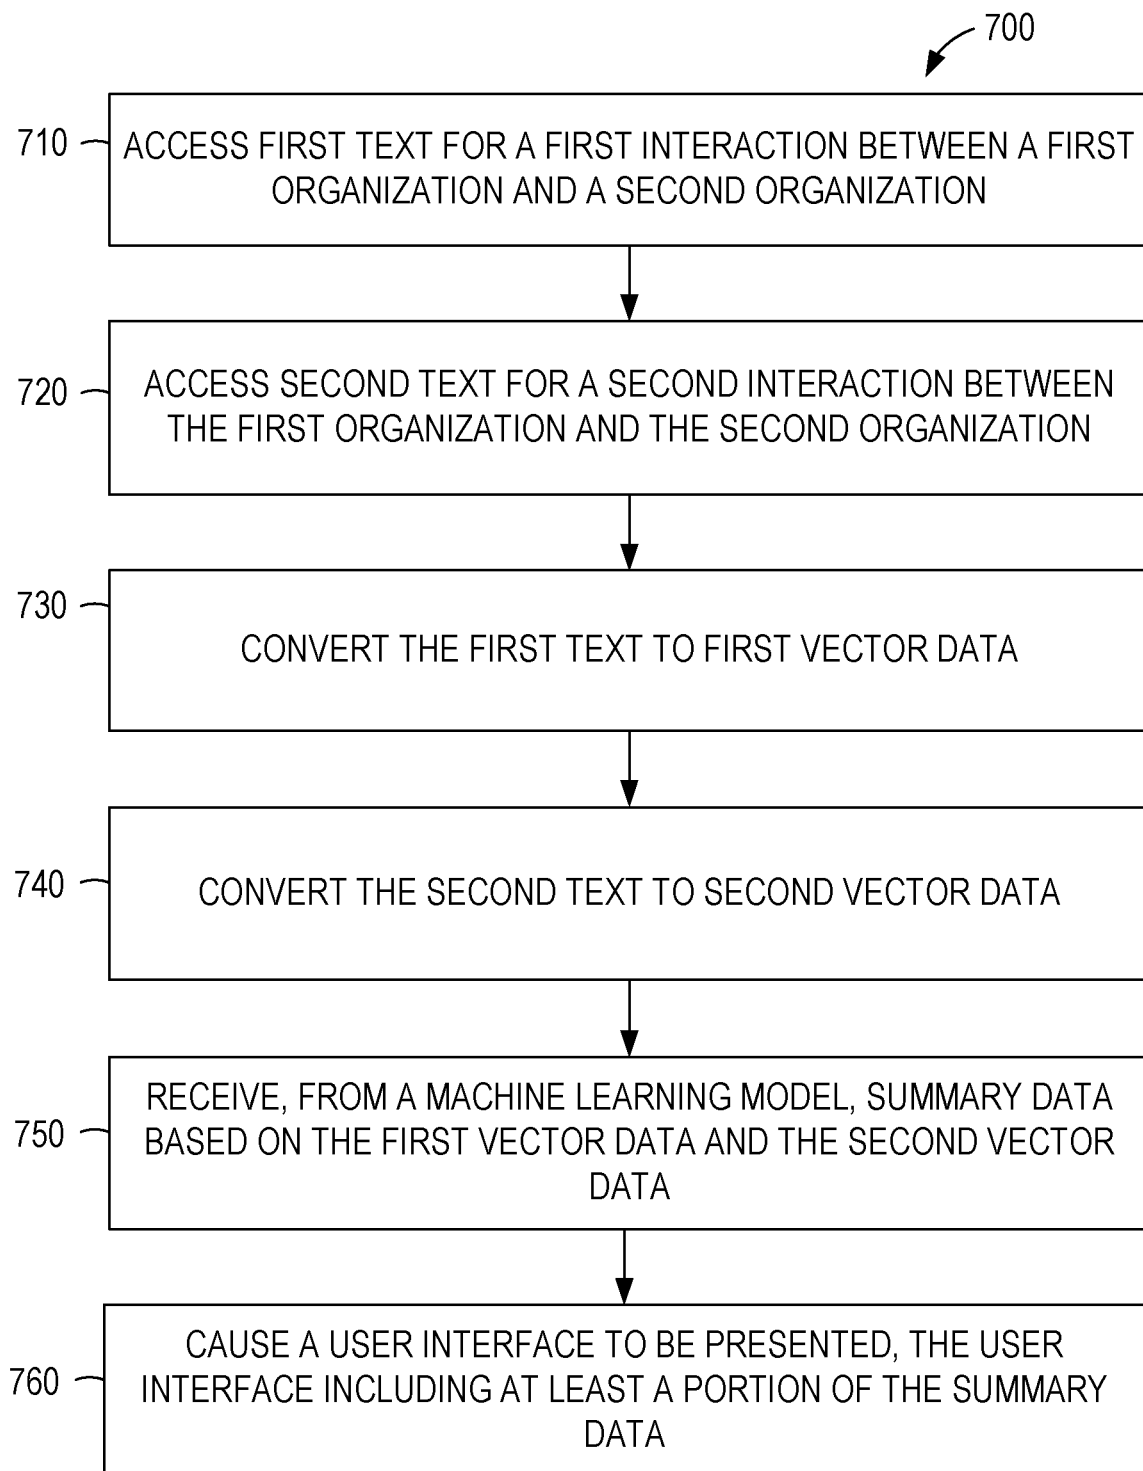 700
710
ACCESS FIRST TEXT FOR A FIRST INTERACTION BETWEEN A FIRST
ORGANIZATION AND A SECOND ORGANIZATION
720
ACCESS SECOND TEXT FOR A SECOND INTERACTION BETWEEN
THE FIRST ORGANIZATION AND THE SECOND ORGANIZATION
730
CONVERT THE FIRST TEXT TO FIRST VECTOR DATA
740
CONVERT THE SECOND TEXT TO SECOND VECTOR DATA
750
RECEIVE, FROM A MACHINE LEARNING MODEL, SUMMARY DATA
BASED ON THE FIRST VECTOR DATA AND THE SECOND VECTOR
DATA
760
CAUSE A USER INTERFACE TO BE PRESENTED, THE USER
INTERFACE INCLUDING AT LEAST A PORTION OF THE SUMMARY
DATA